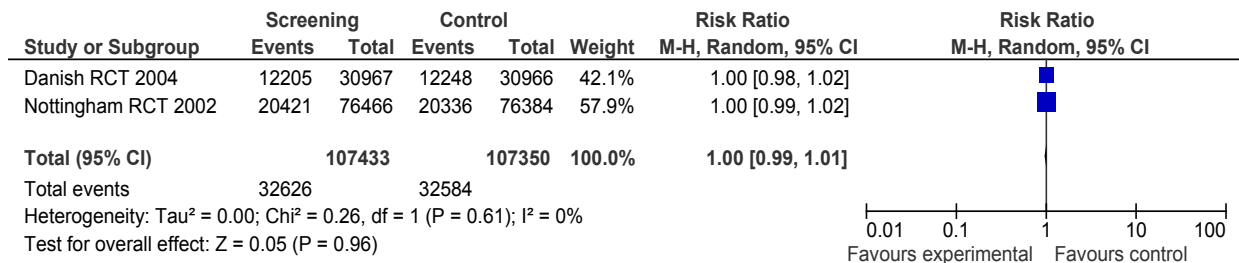 Screening Control Risk Ratio Risk Ratio
Study or Subgroup Events Total Events Total Weight M-H, Random, 95% CI M-H, Random, 95% CI
Danish RCT 2004 12205 30967 12248 30966 42.1% 1.00 [0.98, 1.02]
Nottingham RCT 2002 20421 76466 20336 76384 57.9% 1.00 [0.99, 1.02]
Total (95% CI) 107433 107350 100.0% 1.00 [0.99, 1.01]
Total events 32626 32584
Heterogeneity: Tau² = 0.00; Chi² = 0.26, df = 1 (P = 0.61); I² = 0%
Test for overall effect: Z = 0.05 (P = 0.96)
0.01 0.1 1 10 100
Favours experimental Favours control